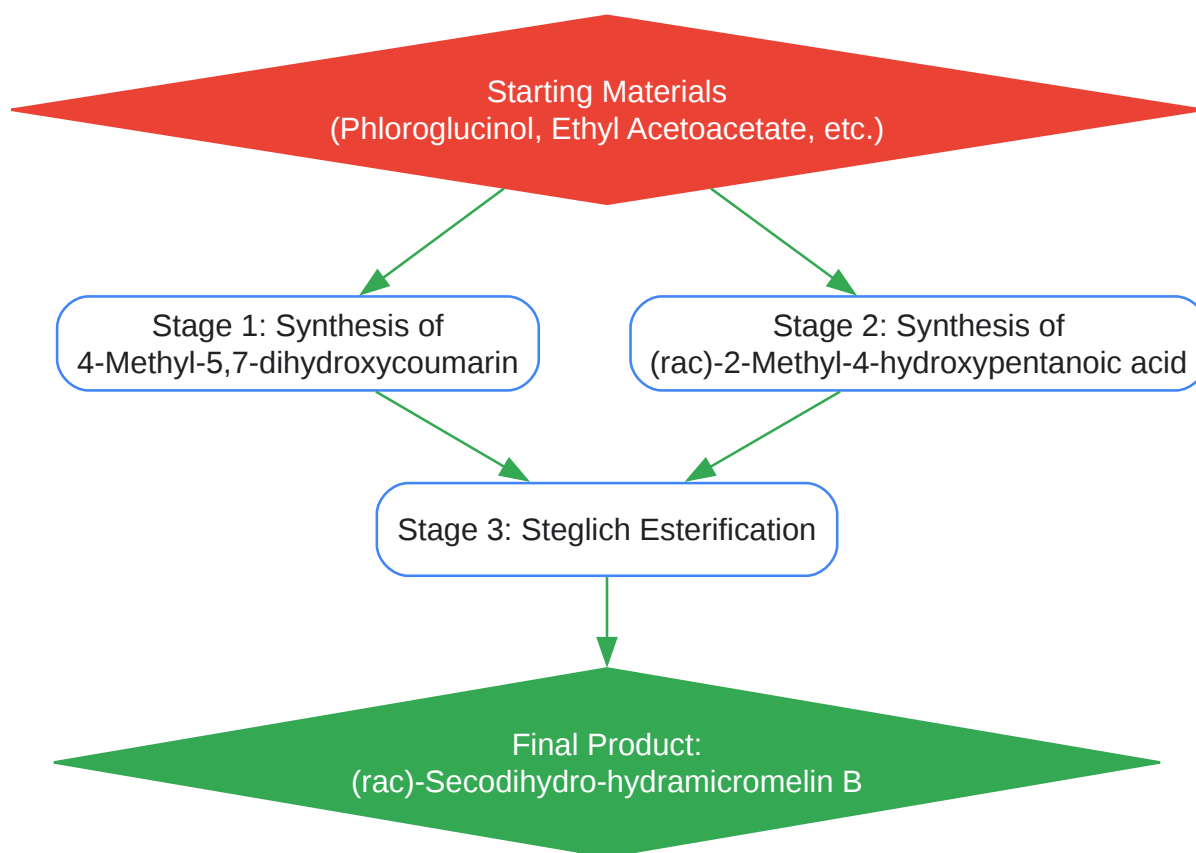 Starting Materials
(Phloroglucinol, Ethyl Acetoacetate, etc.)
Stage 1: Synthesis of
4-Methyl-5,7-dihydroxycoumarin
Stage 2: Synthesis of
(rac)-2-Methyl-4-hydroxypentanoic acid
Stage 3: Steglich Esterification
Final Product:
(rac)-Secodihydro-hydramicromelin B